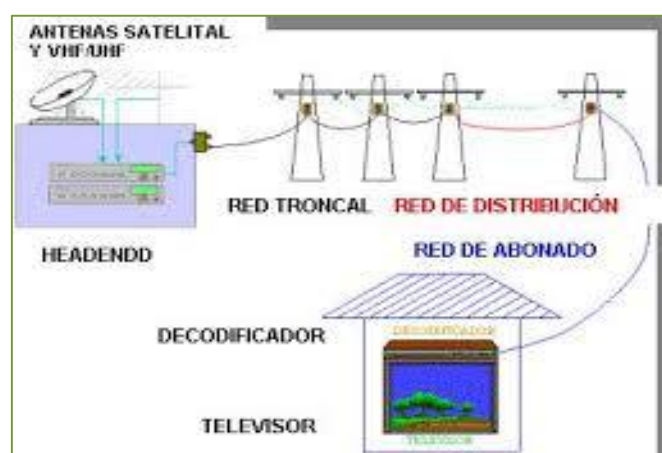 ANTENAS SATELITAL
Y VHF/UHF
RED TRONCAL
RED DE DISTRIBUCIÓN
HEADENDD
RED DE ABONADO
DECODIFICADOR
DECODIFICADOR
TELEVISOR
TELEVISOR